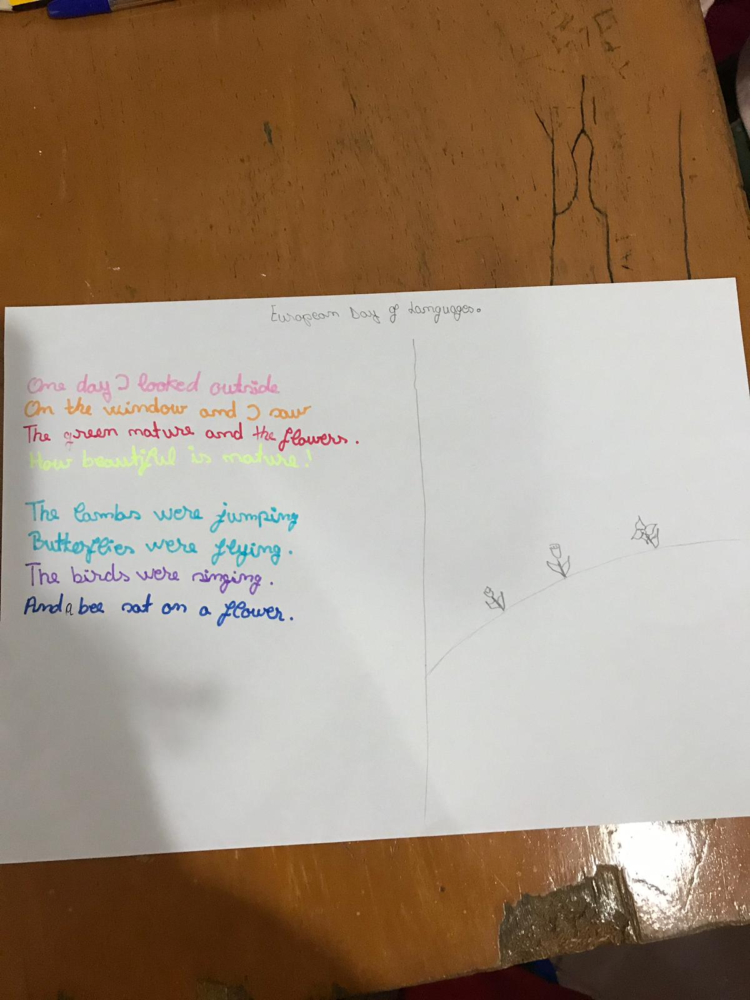 European Day of Languages.
One day I looked outside
On the window and I saw
The green nature and the flowers.
How beautiful is nature!
The lambs were jumping
Butterflies were flying.
The birds were singing.
And a bee sat on a flower.